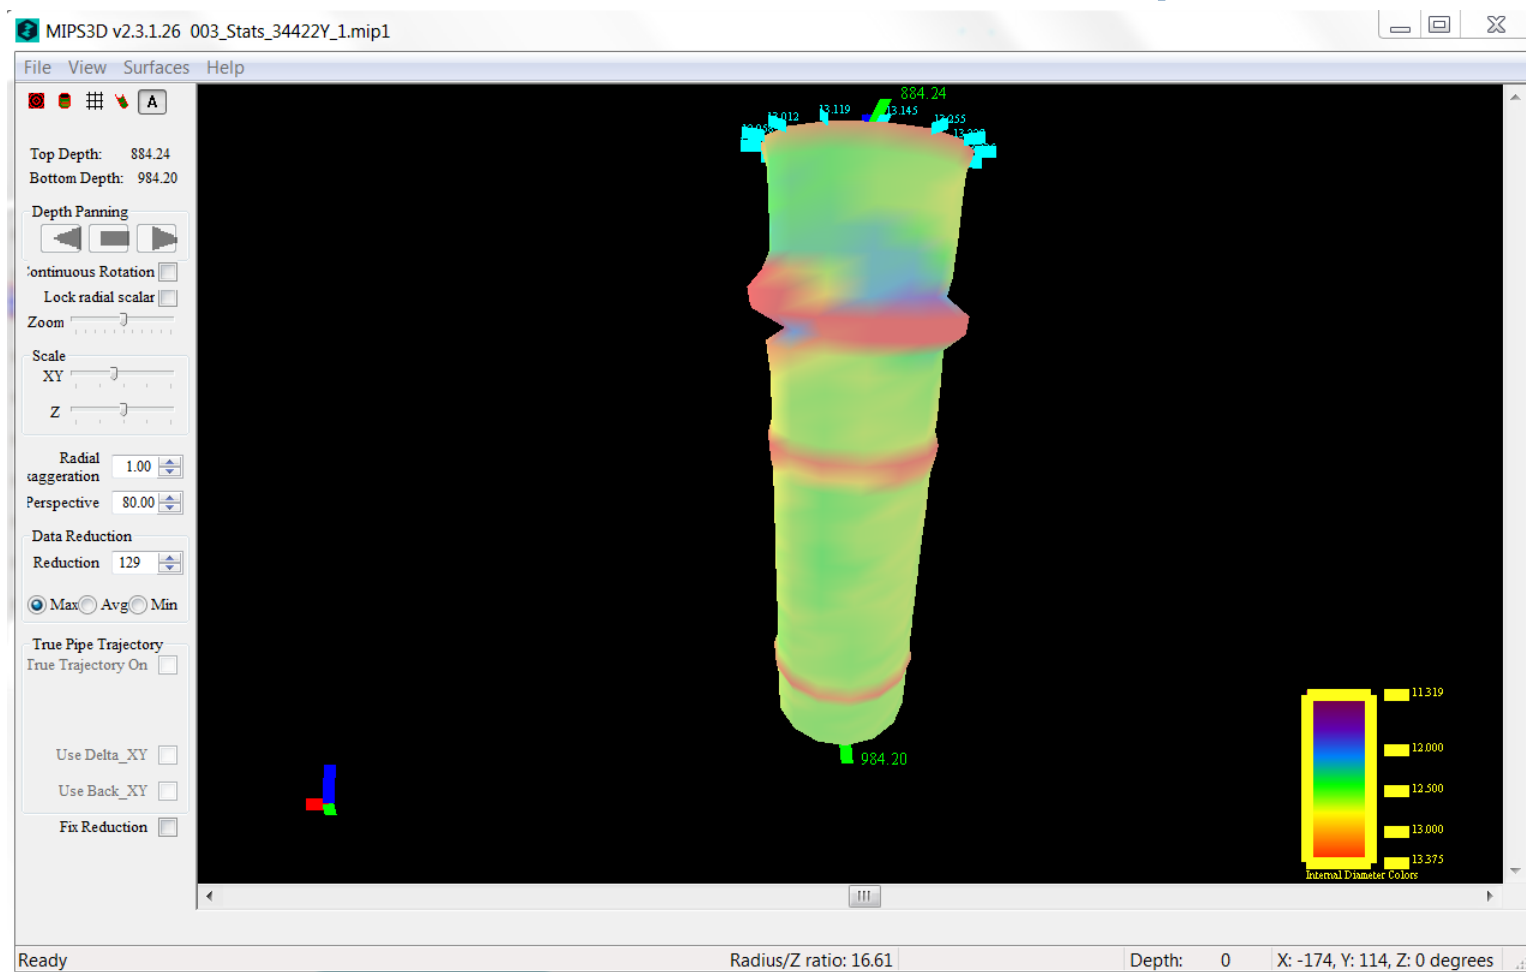 MIPS3D v2.3.1.26 003_Stats_34422Y_1.mip1
File View Surfaces Help
A
Top Depth: 884.24
Bottom Depth: 984.20
Depth Panning
Continuous Rotation
Lock radial scalar
Zoom
Scale
XY
Z
Radial
xaggeration 1.00
Perspective 80.00
Data Reduction
Reduction 129
Max Avg Min
True Pipe Trajectory
True Trajectory On
Use Delta_XY
Use Back_XY
Fix Reduction
884.24
13.012 13.119 13.145 13.255
984.20
11.319
12.000
12.500
13.000
13.375
Internal Diameter Colors
Ready Radius/Z ratio: 16.61 Depth: 0 X: -174, Y: 114, Z: 0 degrees